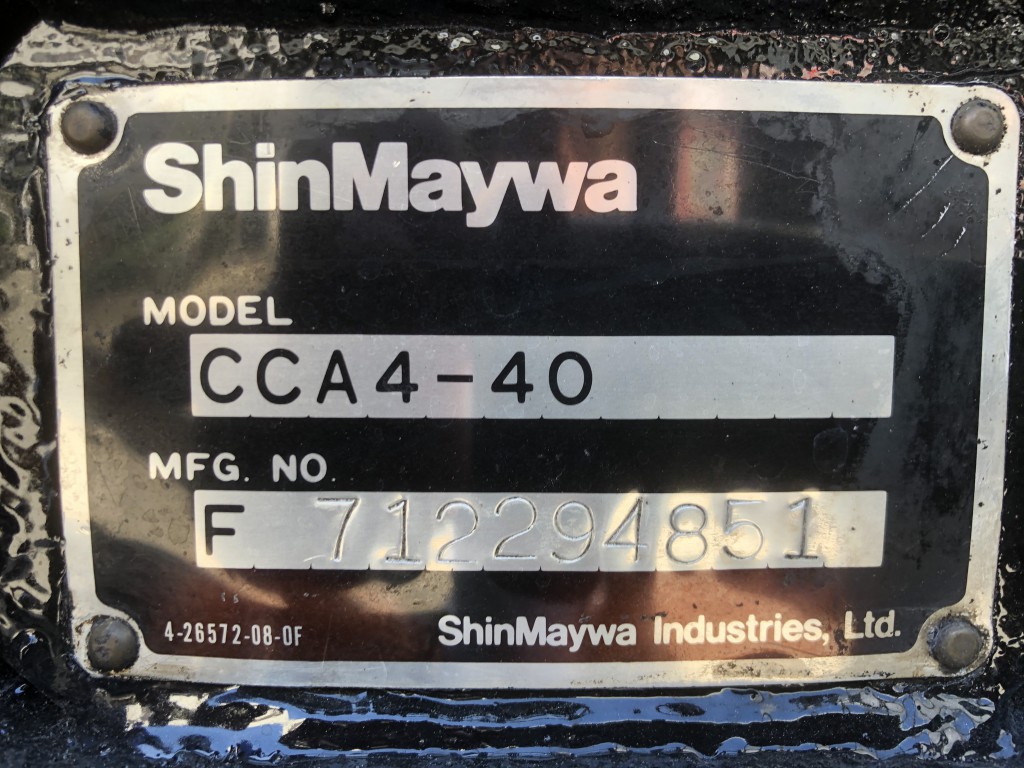 ShinMaywa
MODEL
CCA4-40
MFG. NO.
F 712294851
4-26572-08-0F
ShinMaywa Industries, Ltd.